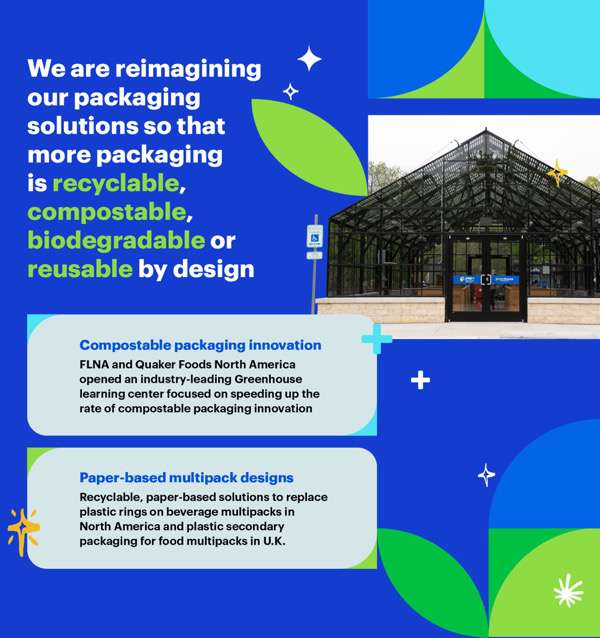 We are reimagining
our packaging
solutions so that
more packaging
is recyclable,
compostable,
biodegradable or
reusable by design
Compostable packaging innovation
FLNA and Quaker Foods North America
opened an industry-leading Greenhouse
learning center focused on speeding up the
rate of compostable packaging innovation
Paper-based multipack designs
Recyclable, paper-based solutions to replace
plastic rings on beverage multipacks in
North America and plastic secondary
packaging for food multipacks in U.K.